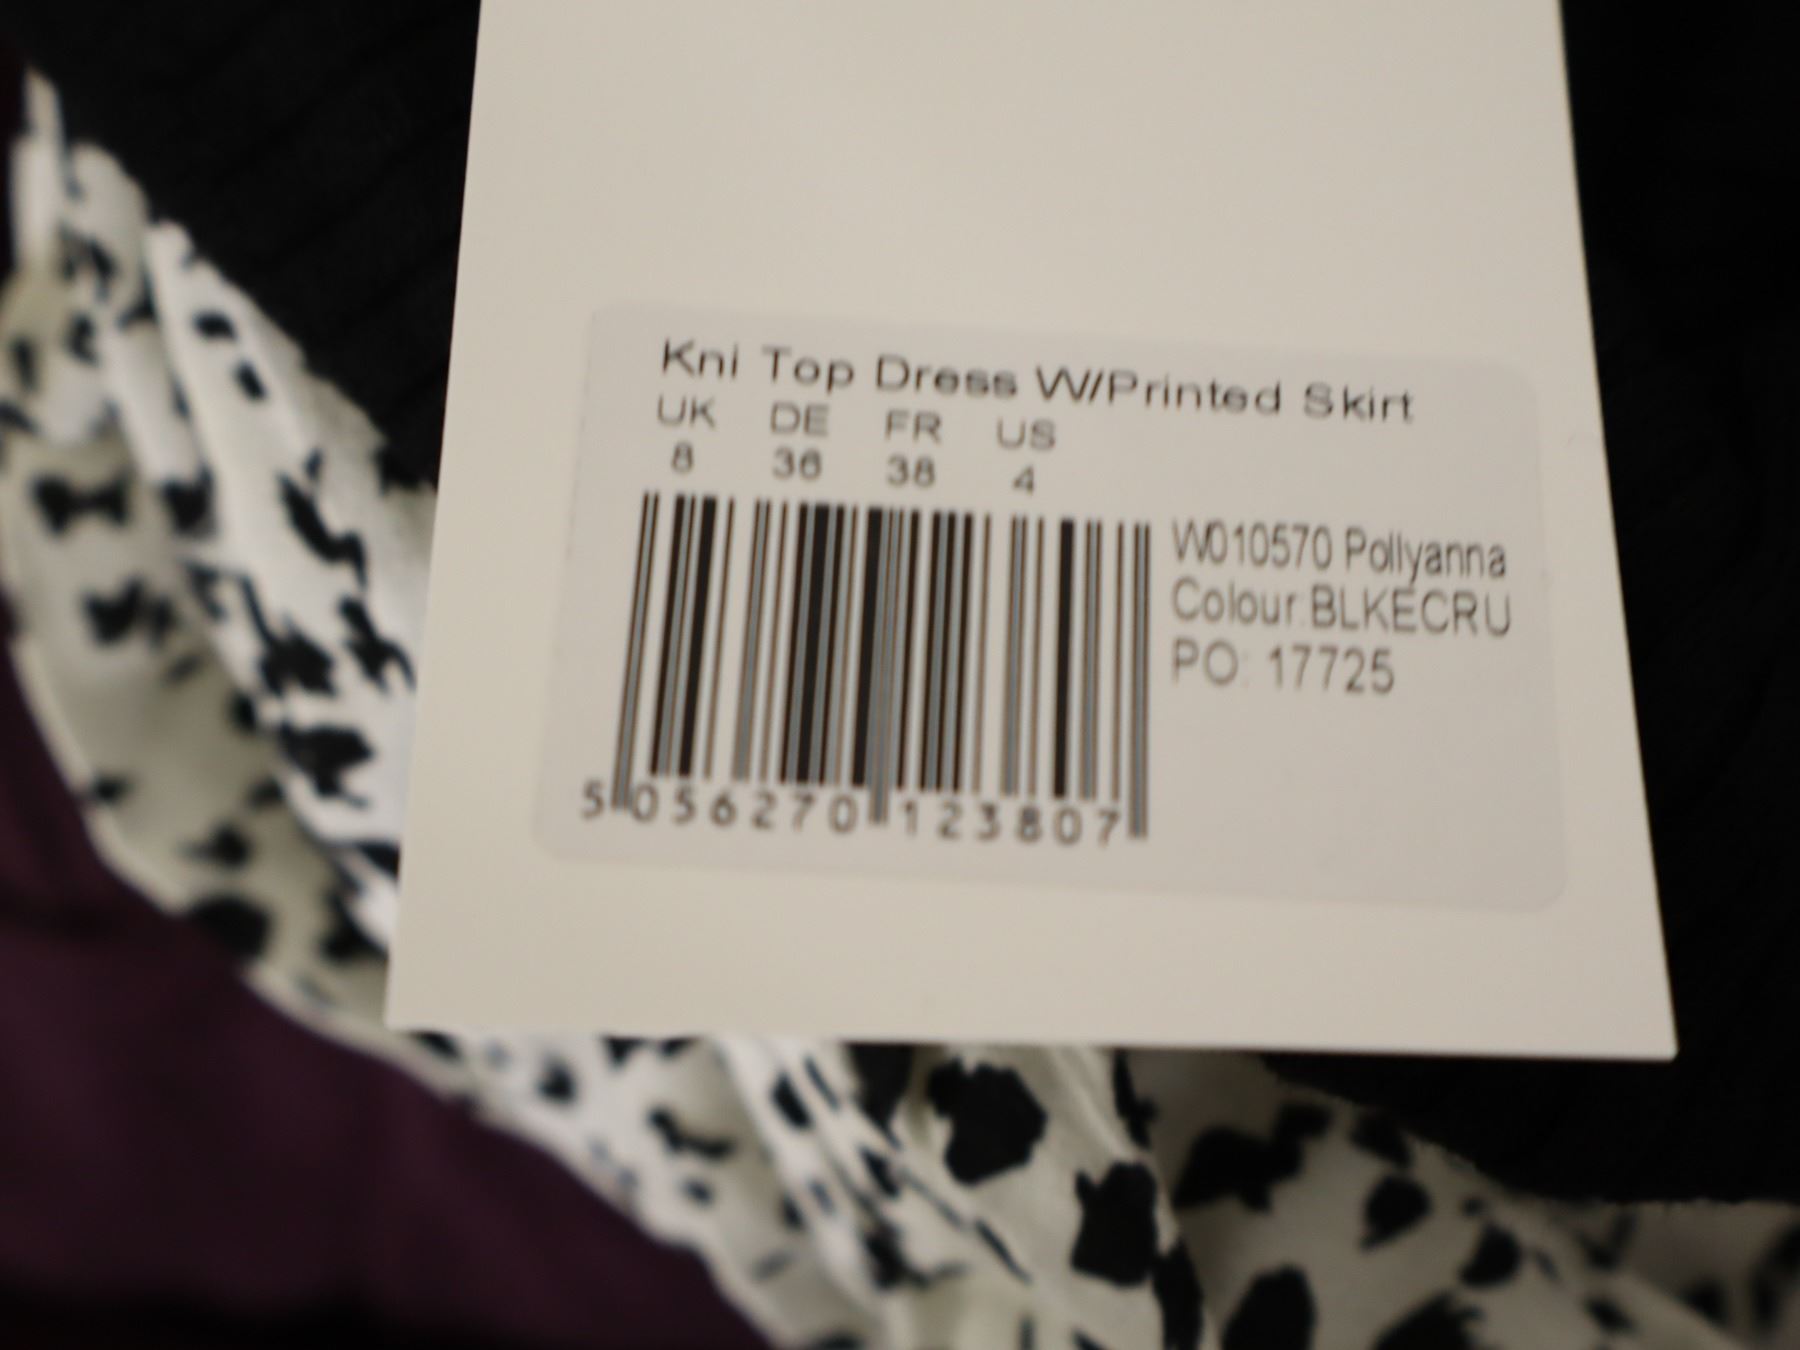 Kni Top Dress W/Printed Skirt
UK DE FR US
8 36 38 4
W010570 Pollyanna
Colour:BLKECRU
PO: 17725
5 056270 123807